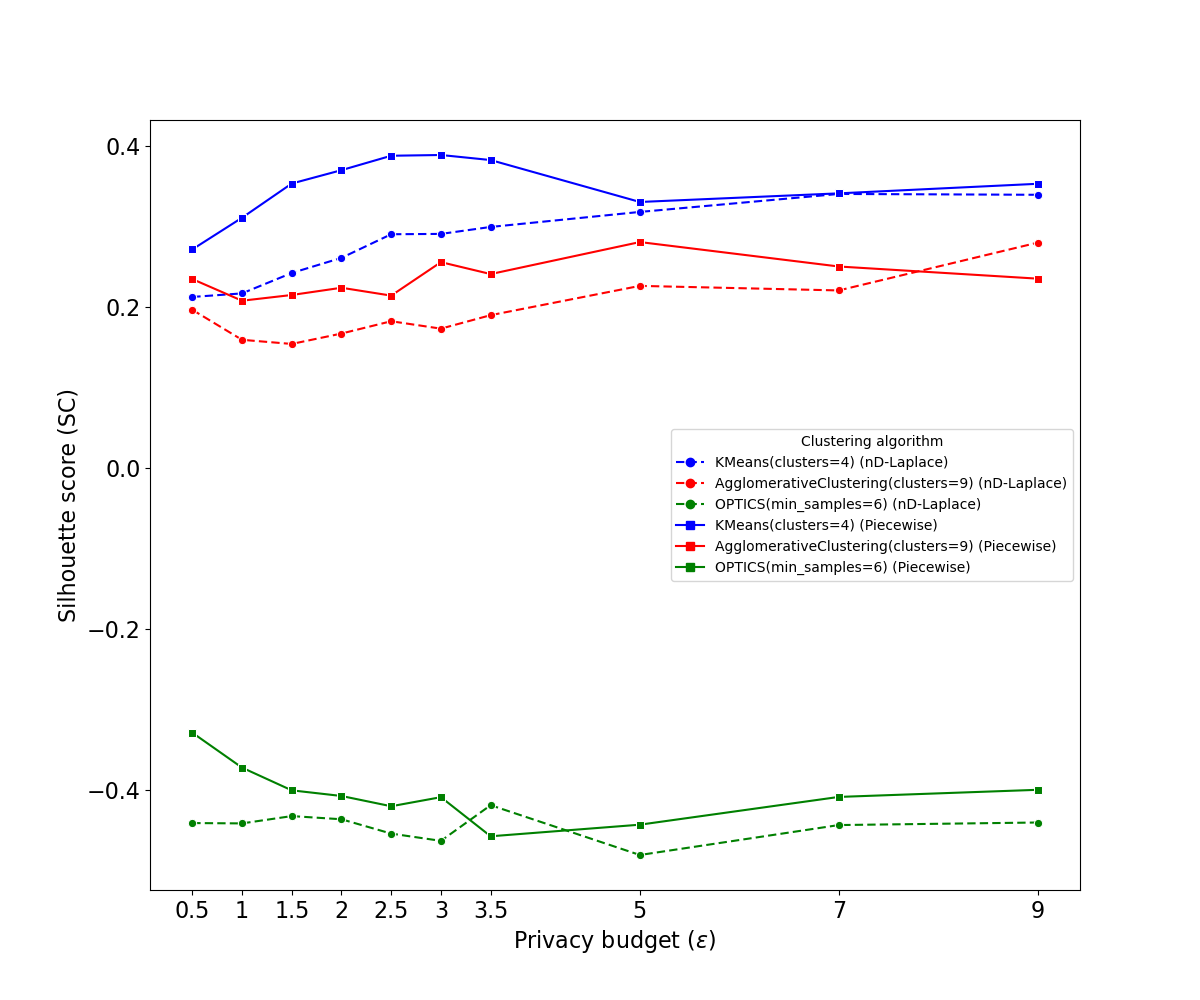 0.4
0.2
0.0
−0.2
−0.4
Silhouette score (SC)
Clustering algorithm
KMeans(clusters=4) (nD-Laplace)
AgglomerativeClustering(clusters=9) (nD-Laplace)
OPTICS(min_samples=6) (nD-Laplace)
KMeans(clusters=4) (Piecewise)
AgglomerativeClustering(clusters=9) (Piecewise)
OPTICS(min_samples=6) (Piecewise)
0.5 1 1.5 2 2.5 3 3.5 5 7 9
Privacy budget (ε)